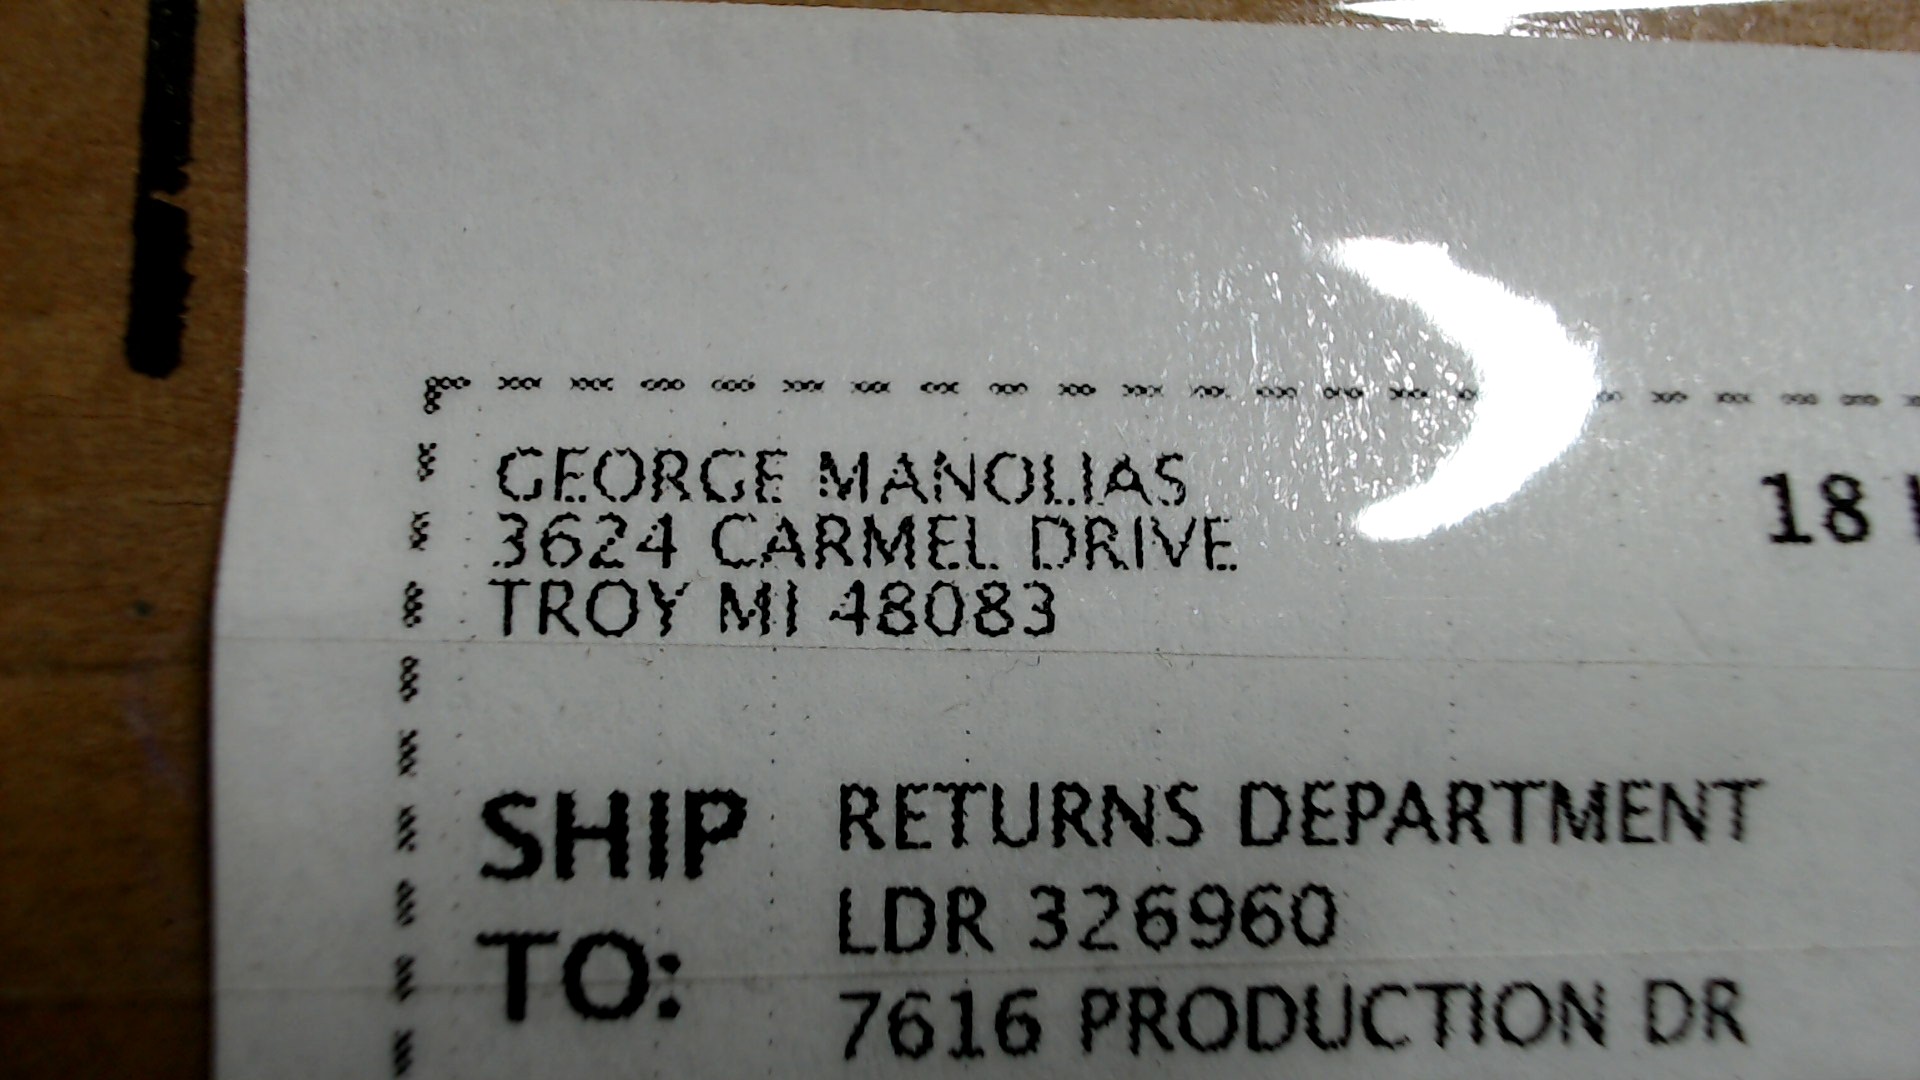 GEORGE MANOLIAS
3624 CARMEL DRIVE
TROY MI 48083
18
SHIP
TO:
RETURNS DEPARTMENT
LDR 326960
7616 PRODUCTION DR